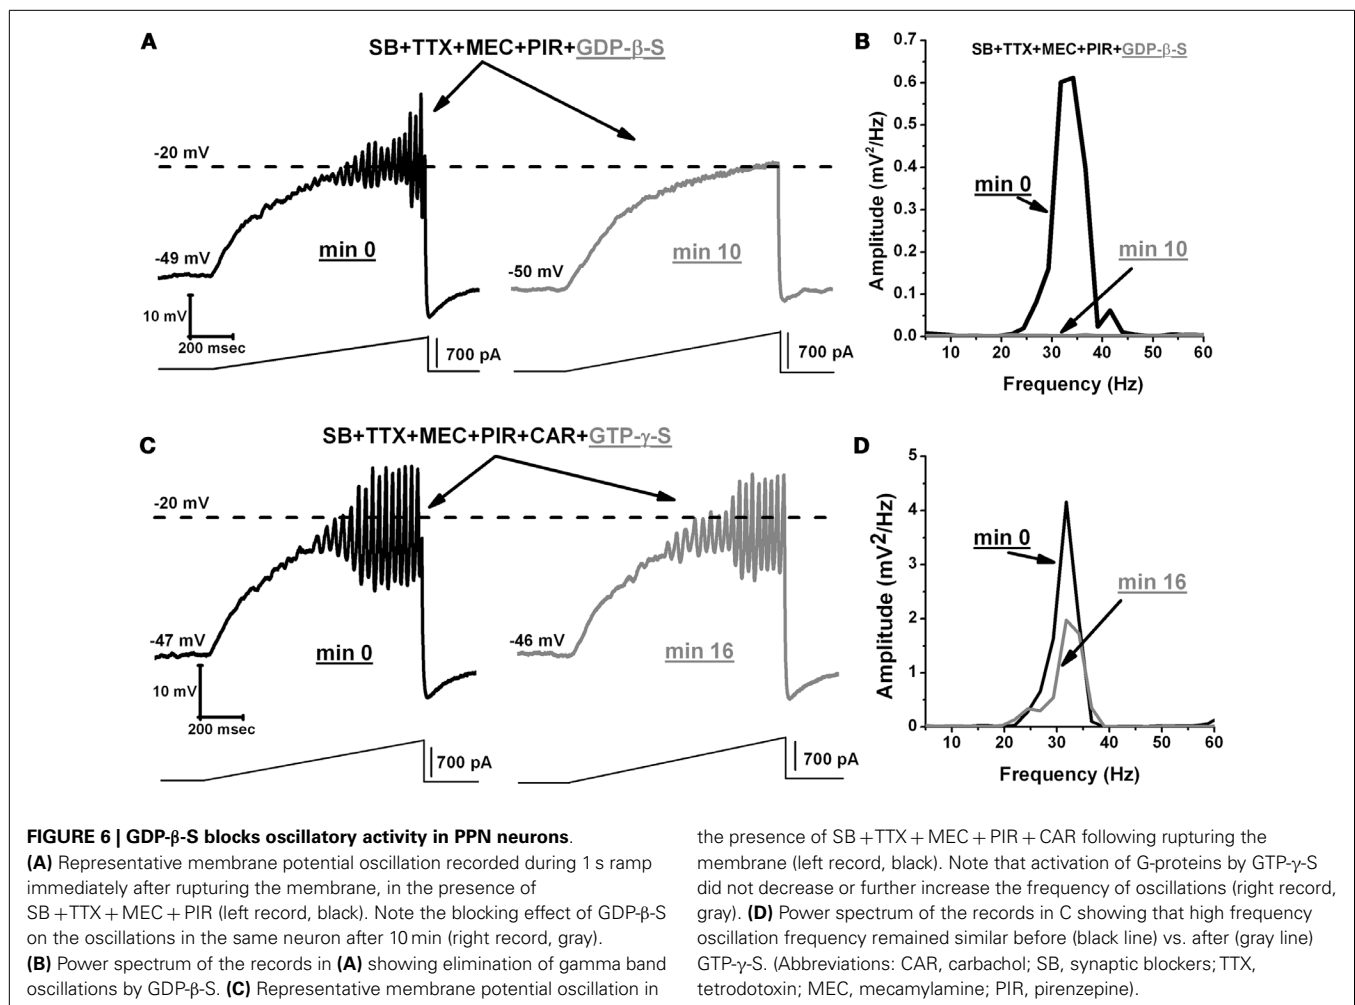 A
SB+TTX+MEC+PIR+GDP-β-S
-20 mV
-49 mV
min 0
-50 mV
min 10
10 mV
200 msec
700 pA
700 pA
B
SB+TTX+MEC+PIR+GDP-β-S
0.7
0.6
0.5
0.4
0.3
0.2
0.1
0.0
Amplitude (mV²/Hz)
min 0
min 10
10 20 30 40 50 60
Frequency (Hz)
C
SB+TTX+MEC+PIR+CAR+GTP-γ-S
-20 mV
-47 mV
min 0
-46 mV
min 16
10 mV
200 msec
700 pA
700 pA
D
5
4
3
2
1
0
Amplitude (mV²/Hz)
min 0
min 16
10 20 30 40 50 60
Frequency (Hz)
FIGURE 6 | GDP-β-S blocks oscillatory activity in PPN neurons.
(A) Representative membrane potential oscillation recorded during 1 s ramp
immediately after rupturing the membrane, in the presence of
SB + TTX + MEC + PIR (left record, black). Note the blocking effect of GDP-β-S
on the oscillations in the same neuron after 10 min (right record, gray).
(B) Power spectrum of the records in (A) showing elimination of gamma band
oscillations by GDP-β-S. (C) Representative membrane potential oscillation in
the presence of SB + TTX + MEC + PIR + CAR following rupturing the
membrane (left record, black). Note that activation of G-proteins by GTP-γ-S
did not decrease or further increase the frequency of oscillations (right record,
gray). (D) Power spectrum of the records in C showing that high frequency
oscillation frequency remained similar before (black line) vs. after (gray line)
GTP-γ-S. (Abbreviations: CAR, carbachol; SB, synaptic blockers; TTX,
tetrodotoxin; MEC, mecamylamine; PIR, pirenzepine).